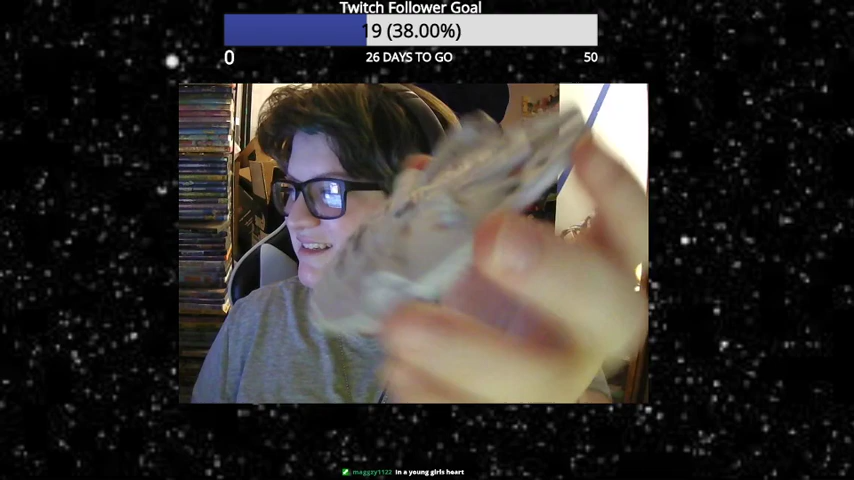 Twitch Follower Goal
19 (38.00%)
0 26 DAYS TO GO 50
maggzy1122 in a young girls heart